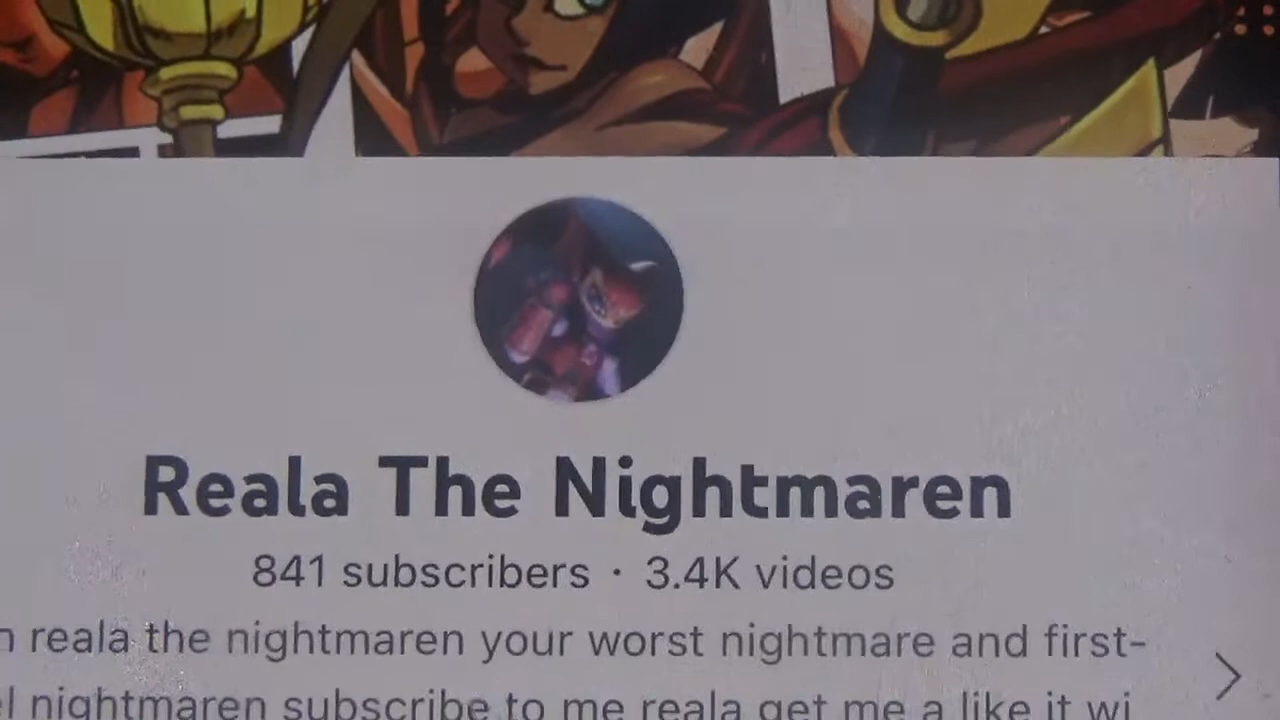 Reala The Nightmaren
841 subscribers · 3.4K videos
reala the nightmaren your worst nightmare and first-
nightmaren subscribe to me reala get me a like it wi